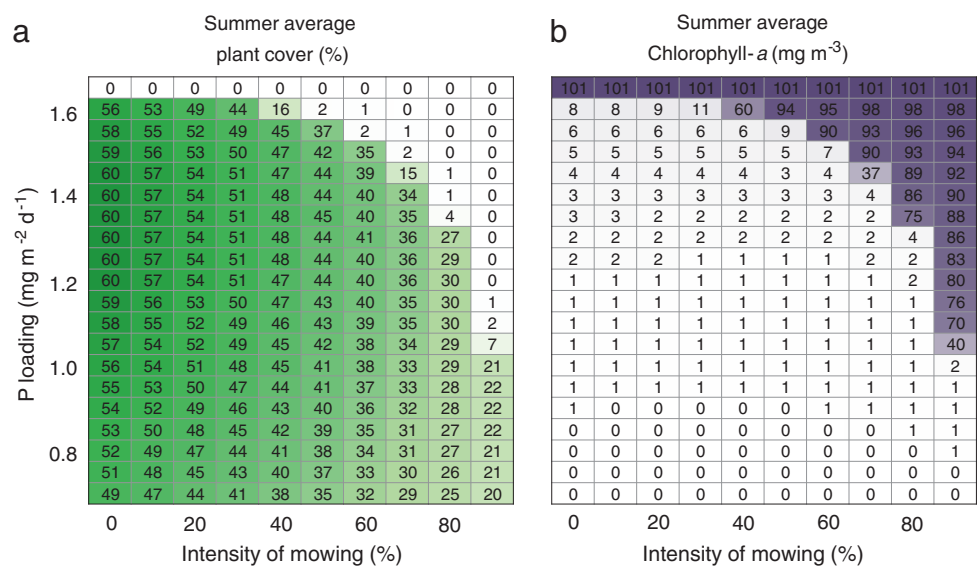 a
Summer average
plant cover (%)
0 0 0 0 0 0 0 0 0 0
56 53 49 44 16 2 1 0 0 0
58 55 52 49 45 37 2 1 0 0
59 56 53 50 47 42 35 2 0 0
60 57 54 51 47 44 39 15 1 0
60 57 54 51 48 44 40 34 1 0
60 57 54 51 48 45 40 35 4 0
60 57 54 51 48 44 41 36 27 0
60 57 54 51 48 44 40 36 29 0
60 57 54 51 47 44 40 36 30 0
59 56 53 50 47 43 40 35 30 1
58 55 52 49 46 43 39 35 30 2
57 54 52 49 45 42 38 34 29 7
56 54 51 48 45 41 38 33 29 21
55 53 50 47 44 41 37 33 28 22
54 52 49 46 43 40 36 32 28 22
53 50 48 45 42 39 35 31 27 22
52 49 47 44 41 38 34 31 27 21
51 48 45 43 40 37 33 30 26 21
49 47 44 41 38 35 32 29 25 20
1.6
1.4
1.2
1.0
0.8
P loading (mg m⁻² d⁻¹)
0 20 40 60 80
Intensity of mowing (%)
b
Summer average
Chlorophyll-a (mg m⁻³)
101 101 101 101 101 101 101 101 101 101
8 8 9 11 60 94 95 98 98 98
6 6 6 6 6 9 90 93 96 96
5 5 5 5 5 5 7 90 93 94
4 4 4 4 4 3 4 37 89 92
3 3 3 3 3 3 3 4 86 90
3 3 2 2 2 2 2 2 75 88
2 2 2 2 2 2 2 2 4 86
2 2 2 1 1 1 1 2 2 83
1 1 1 1 1 1 1 1 2 80
1 1 1 1 1 1 1 1 1 76
1 1 1 1 1 1 1 1 1 70
1 1 1 1 1 1 1 1 1 40
1 1 1 1 1 1 1 1 1 2
1 1 1 1 1 1 1 1 1 1
1 0 0 0 0 0 1 1 1 1
0 0 0 0 0 0 0 0 1 1
0 0 0 0 0 0 0 0 0 1
0 0 0 0 0 0 0 0 0 0
0 0 0 0 0 0 0 0 0 0
0 20 40 60 80
Intensity of mowing (%)